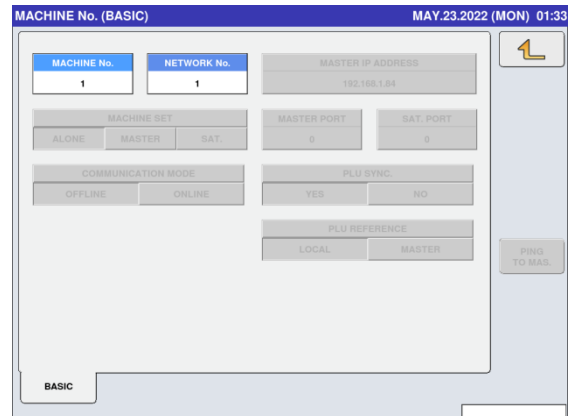 MACHINE No. (BASIC) MAY.23.2022 (MON) 01:33
MACHINE No. NETWORK No. MASTER IP ADDRESS
1 1 192.168.1.64
MACHINE SET MASTER PORT SAT. PORT
ALONE MASTER SAT. 0 0
COMMUNICATION MODE PLU SYNC.
OFFLINE ONLINE YES NO
PLU REFERENCE
LOCAL MASTER PING
TO MAS.
BASIC